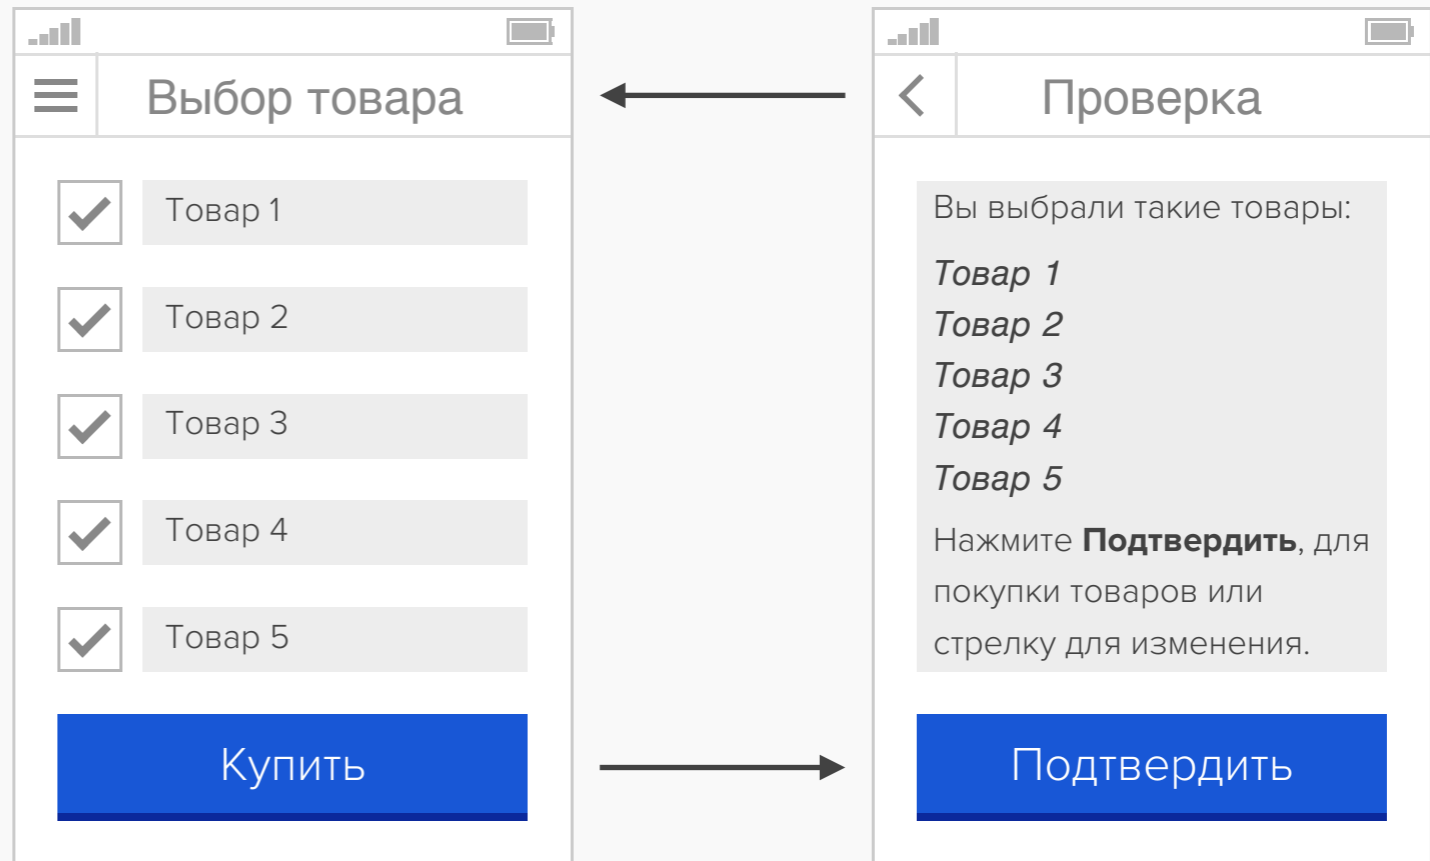 Выбор товара
Товар 1
Товар 2
Товар 3
Товар 4
Товар 5
Купить
Проверка
Вы выбрали такие товары:
Товар 1
Товар 2
Товар 3
Товар 4
Товар 5
Нажмите Подтвердить, для
покупки товаров или
стрелку для изменения.
Подтвердить